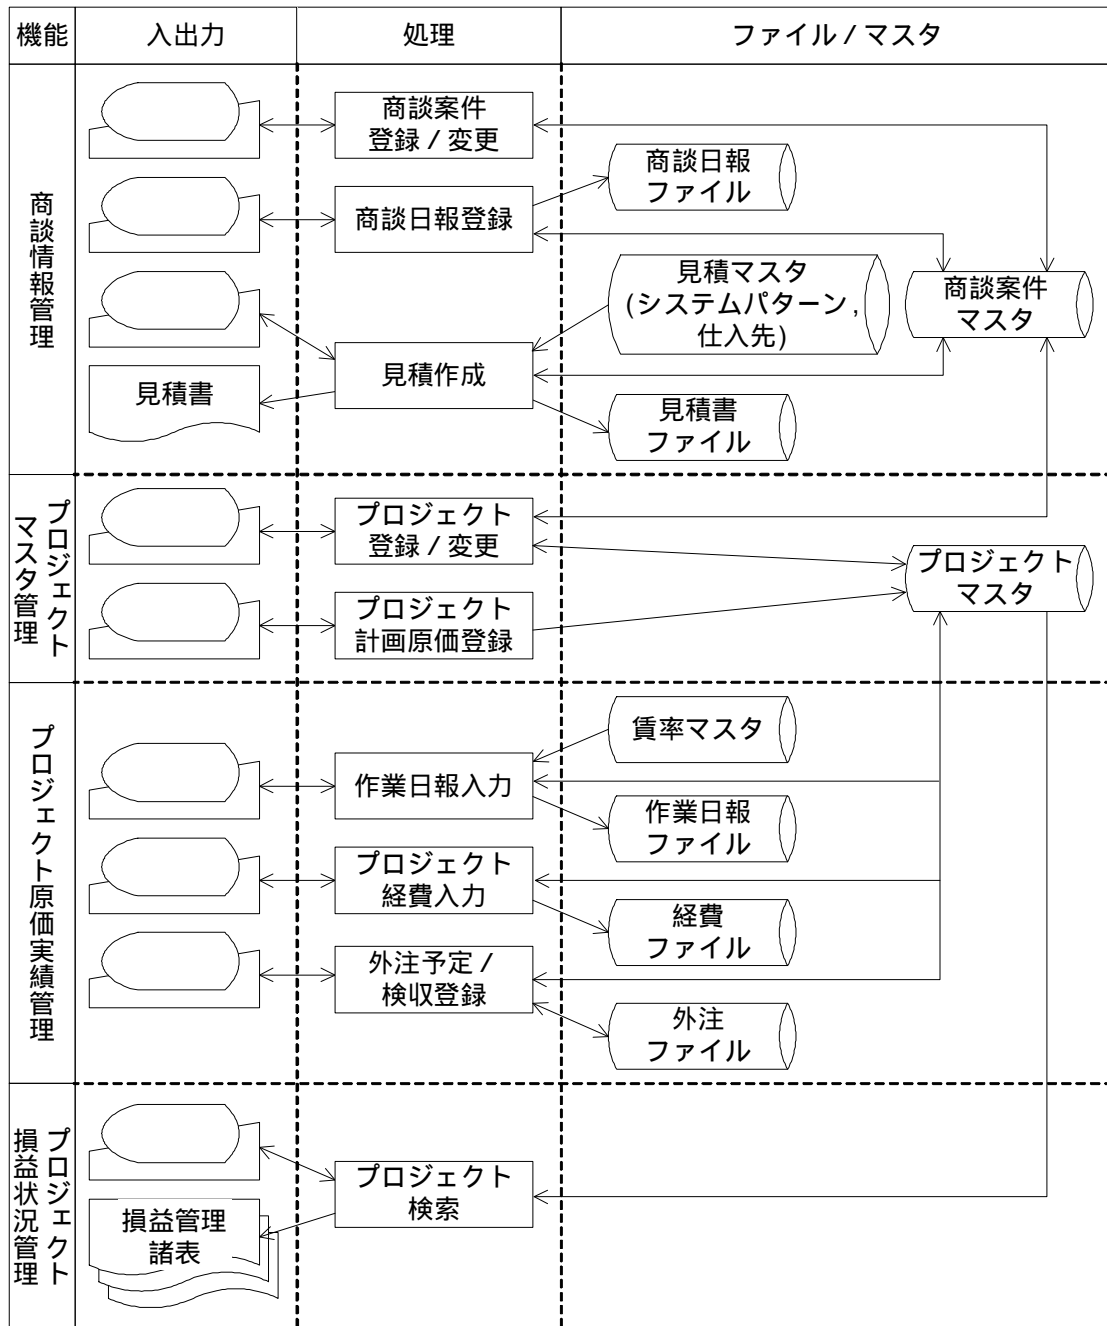 機能
入出力
処理
ファイル / マスタ
商談情報管理
商談案件
登録 / 変更
商談日報
ファイル
商談日報登録
見積マスタ
(システムパターン,
仕入先)
商談案件
マスタ
見積作成
見積書
見積書
ファイル
プロジェクト
マスタ管理
プロジェクト
登録 / 変更
プロジェクト
マスタ
プロジェクト
計画原価登録
プロジェクト原価実績管理
賃率マスタ
作業日報入力
作業日報
ファイル
プロジェクト
経費入力
経費
ファイル
外注予定 /
検収登録
外注
ファイル
プロジェクト
損益状況管理
プロジェクト
検索
損益管理
諸表